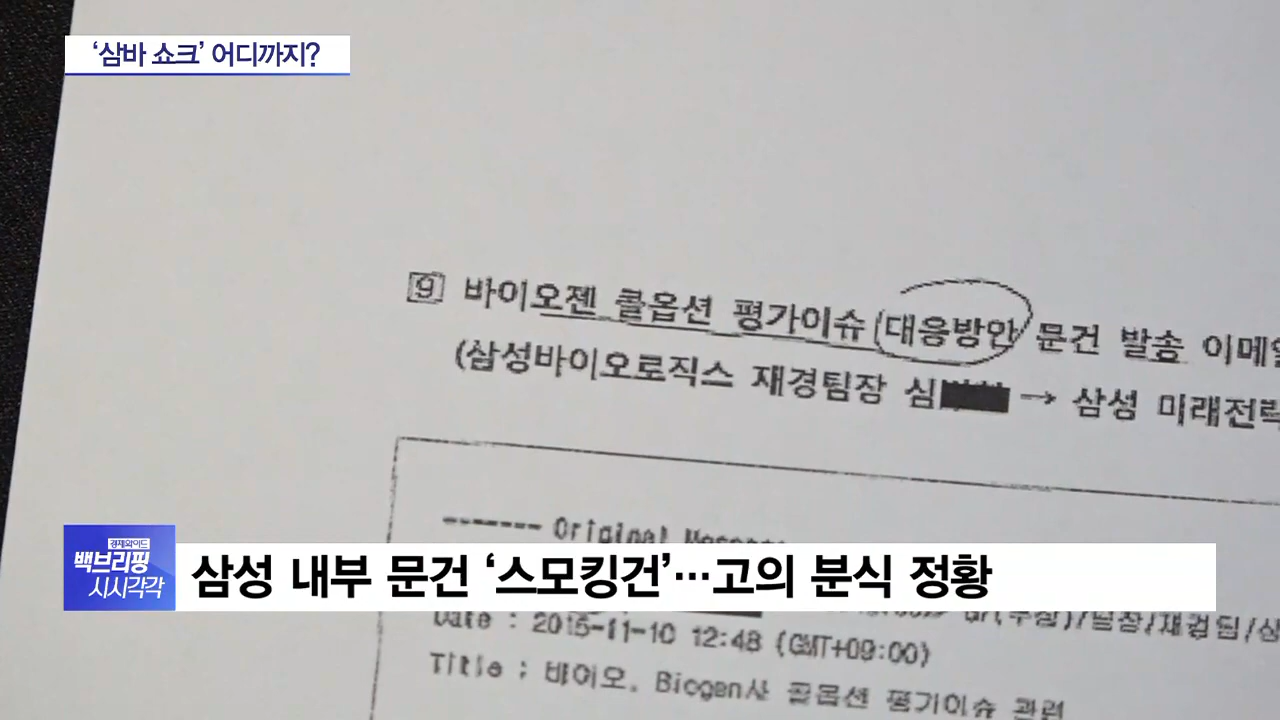 ‘삼바 쇼크’ 어디까지?
9 바이오젠 콜옵션 평가이슈 대응방안 문건 발송 이메일
(삼성바이오로직스 재경팀장 심 → 삼성 미래전략
------- Original Message
경제와이드
백브리핑
시시각각
삼성 내부 문건 ‘스모킹건’…고의 분식 정황
Date : 2015-11-10 12:48 (GMT+09:00)
Title : 바이오, Biogen사 콜옵션 평가이슈 관련